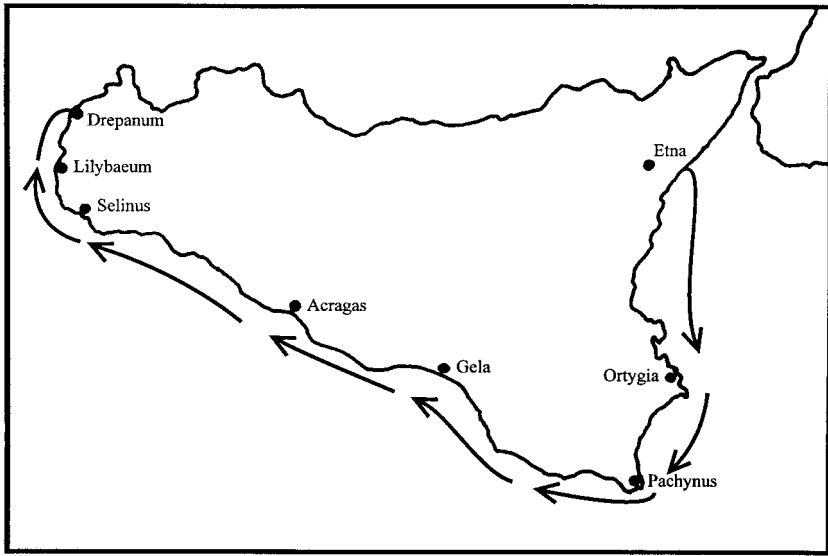 Drepanum
Etna
Lilybaeum
Selinus
Acragas
Gela
Ortygia
Pachynus